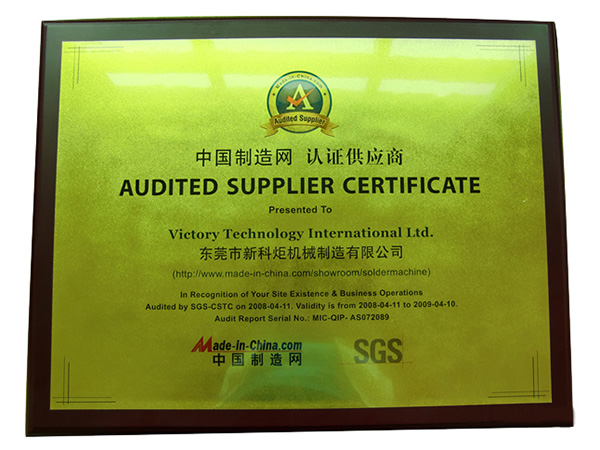 Made-in-China.com
A
Audited Supplier
中国制造网 认证供应商
AUDITED SUPPLIER CERTIFICATE
Presented To
Victory Technology International Ltd.
东莞市新科炬机械制造有限公司
(http://www.made-in-china.com/showroom/soldermachine)
In Recognition of Your Site Existence & Business Operations
Audited by SGS-CSTC on 2008-04-11. Validity is from 2008-04-11 to 2009-04-10.
Audit Report Serial No.: MIC-QIP- AS072089
Made-in-China.com
中国制造网
SGS